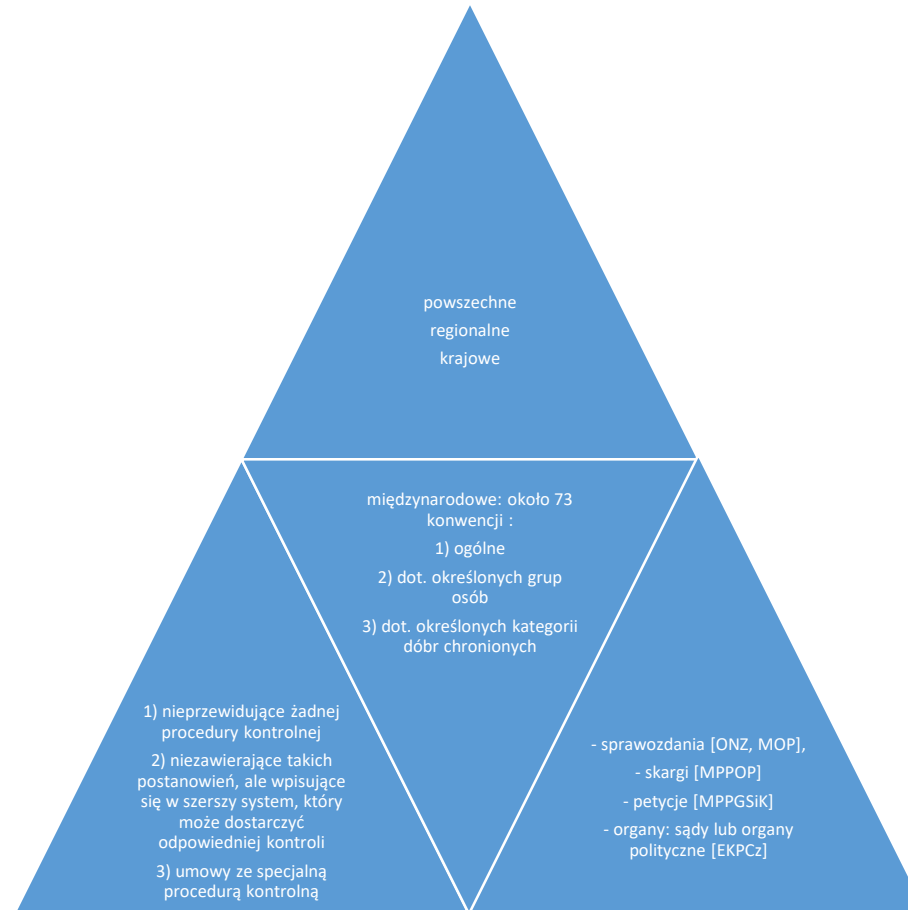 powszechne
regionalne
krajowe
międzynarodowe: około 73
konwencji :
1) ogólne
2) dot. określonych grup
osób
3) dot. określonych kategorii
dóbr chronionych
1) nieprzewidujące żadnej
procedury kontrolnej
2) niezawierające takich
postanowień, ale wpisujące
się w szerszy system, który
może dostarczyć
odpowiedniej kontroli
3) umowy ze specjalną
procedurą kontrolną
- sprawozdania [ONZ, MOP],
- skargi [MPPOP]
- petycje [MPPGSiK]
- organy: sądy lub organy
polityczne [EKPCz]